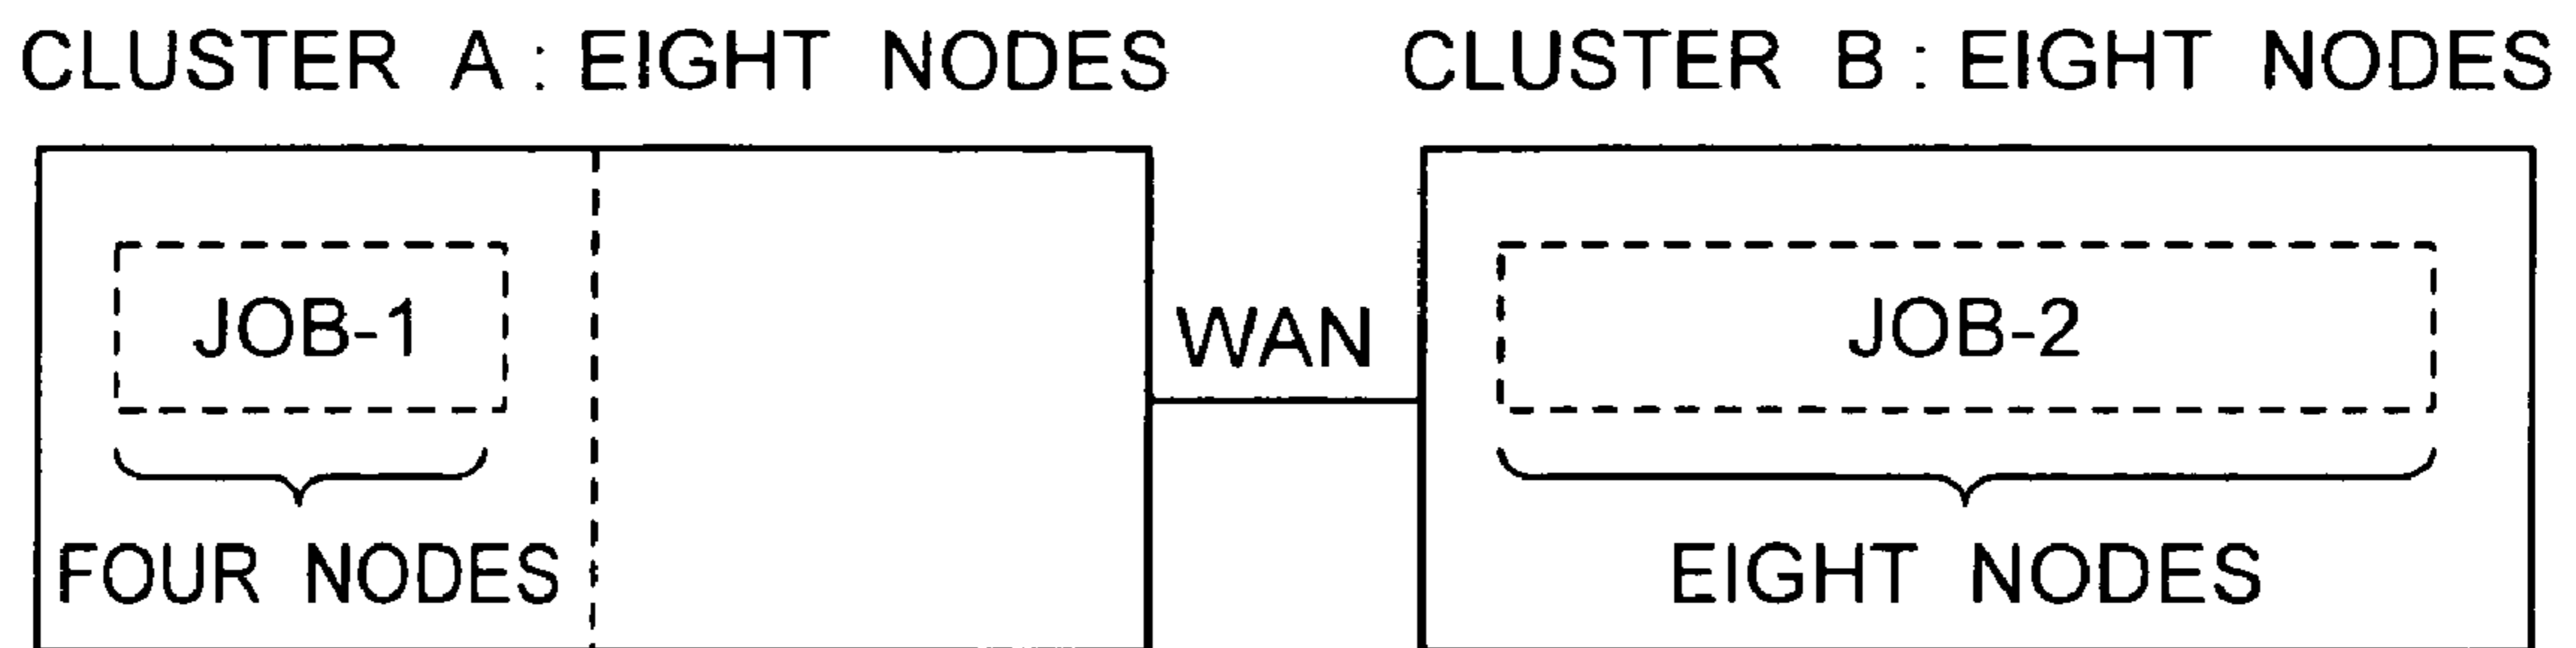 CLUSTER A : EIGHT NODES
CLUSTER B : EIGHT NODES
JOB-1
WAN
JOB-2
FOUR NODES
EIGHT NODES